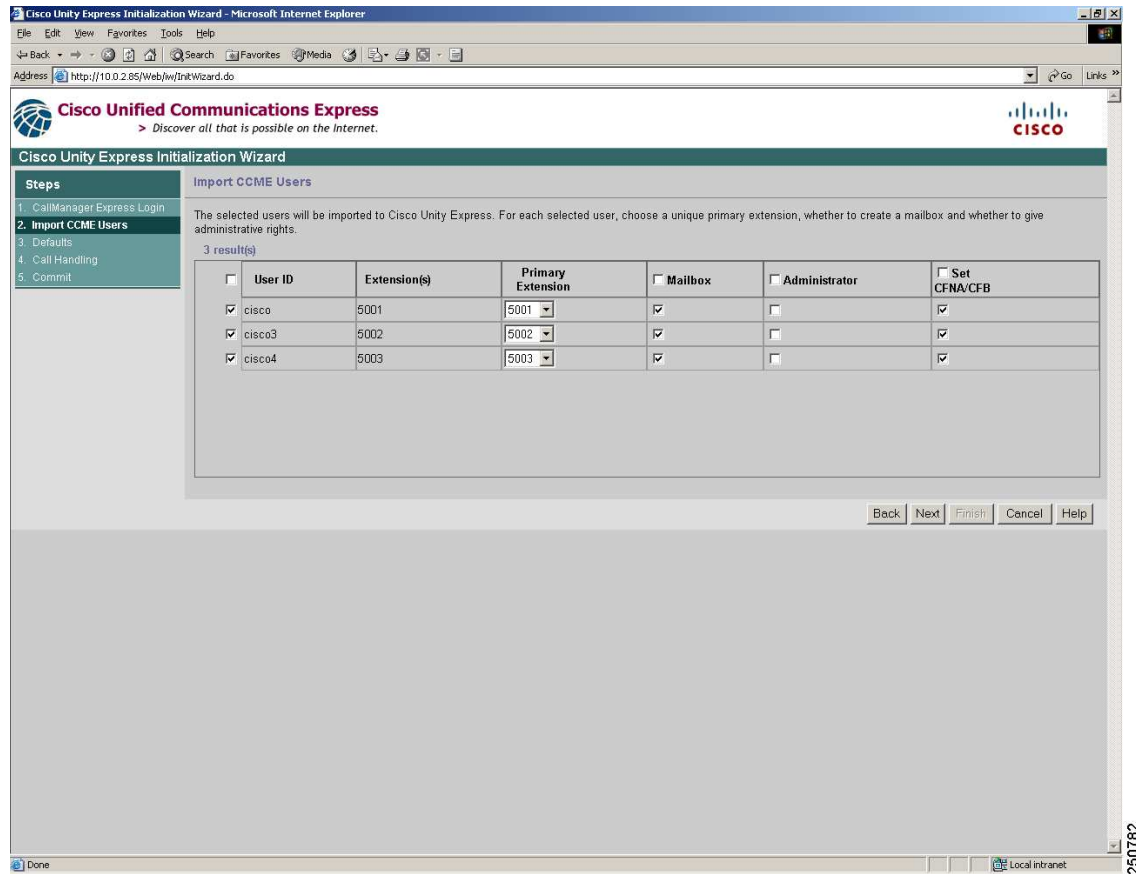 Cisco Unity Express Initialization Wizard - Microsoft Internet Explorer
File Edit View Favorites Tools Help
Back Search Favorites Media
Address http://10.0.2.85/Web/iw/InitWizard.do Go Links »
Cisco Unified Communications Express
> Discover all that is possible on the Internet.
CISCO
Cisco Unity Express Initialization Wizard
Steps
1. CallManager Express Login
2. Import CCME Users
3. Defaults
4. Call Handling
5. Commit
Import CCME Users
The selected users will be imported to Cisco Unity Express. For each selected user, choose a unique primary extension, whether to create a mailbox and whether to give
administrative rights.
3 result(s)
User ID Extension(s) Primary Extension Mailbox Administrator Set CFNA/CFB
cisco 5001 5001
cisco3 5002 5002
cisco4 5003 5003
Back Next Finish Cancel Help
Done Local intranet
250782